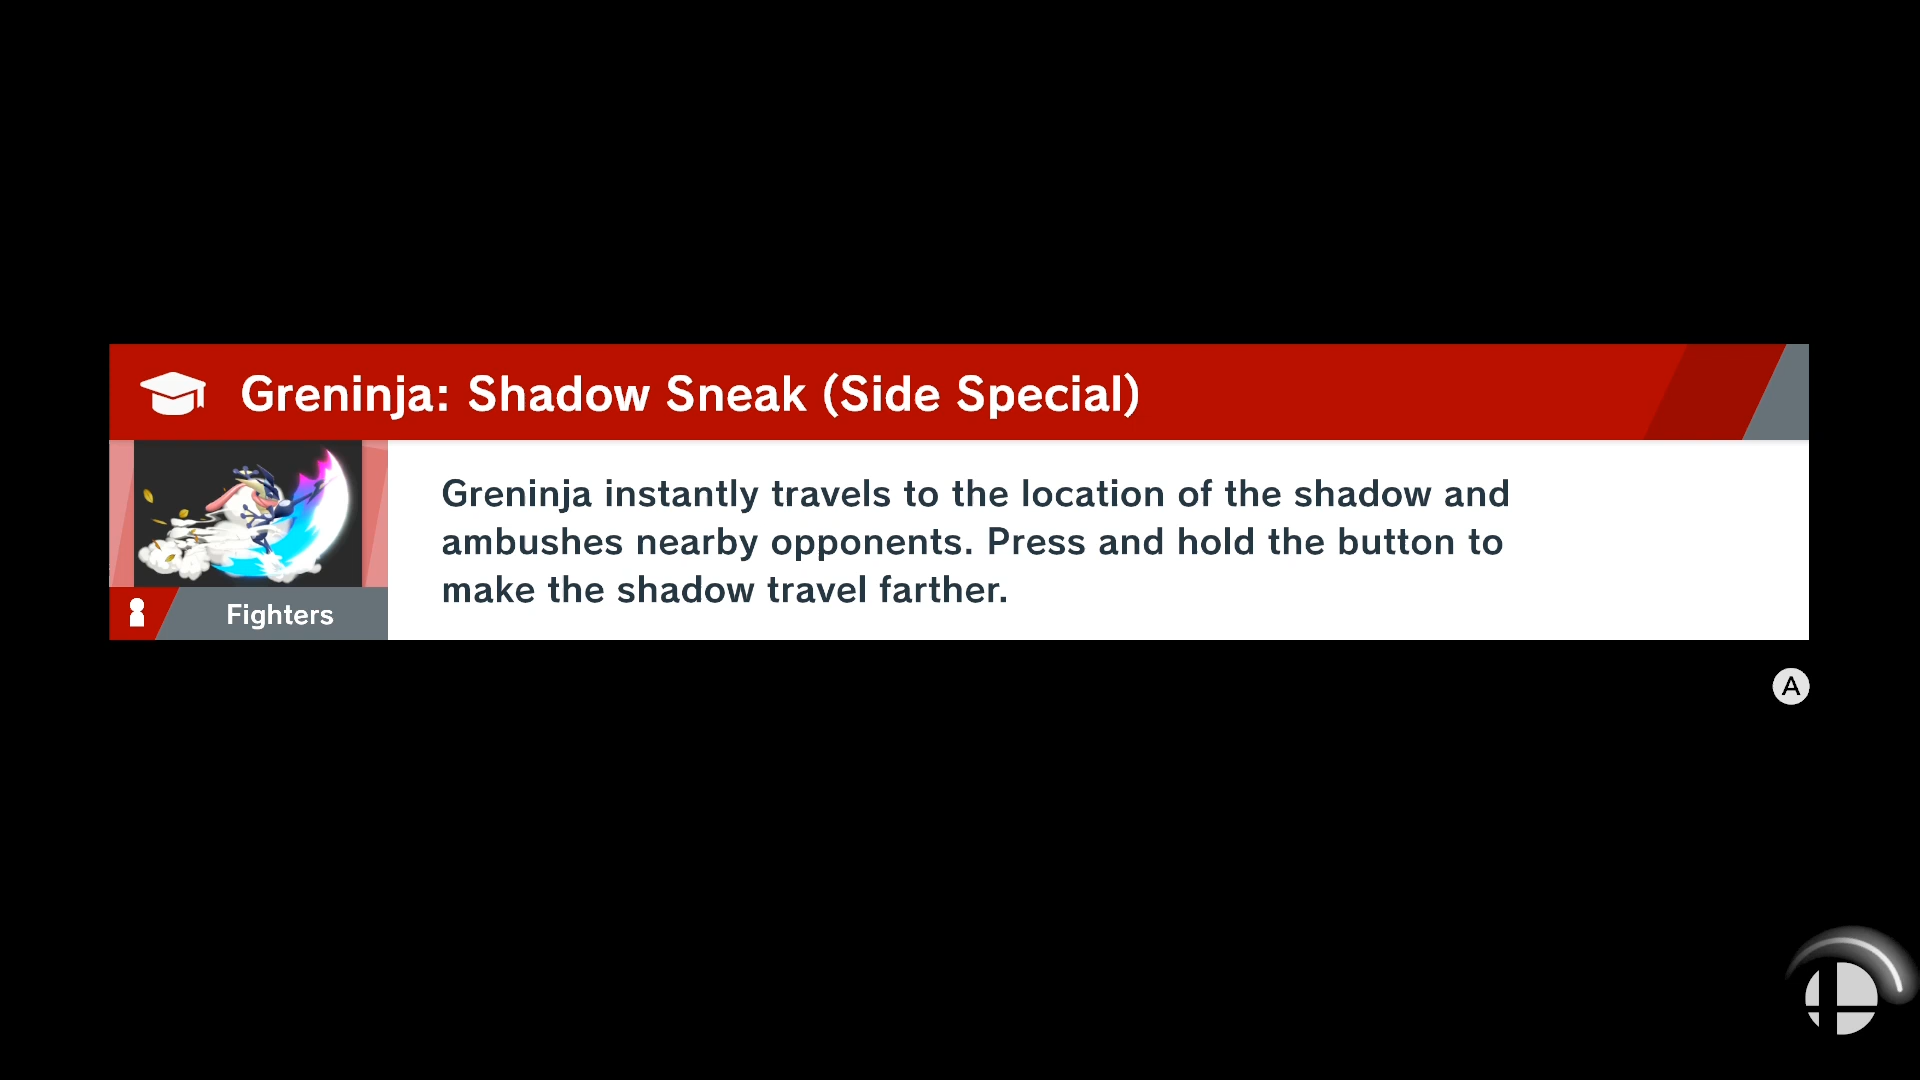 Greninja: Shadow Sneak (Side Special)
Greninja instantly travels to the location of the shadow and
ambushes nearby opponents. Press and hold the button to
make the shadow travel farther.
Fighters
A